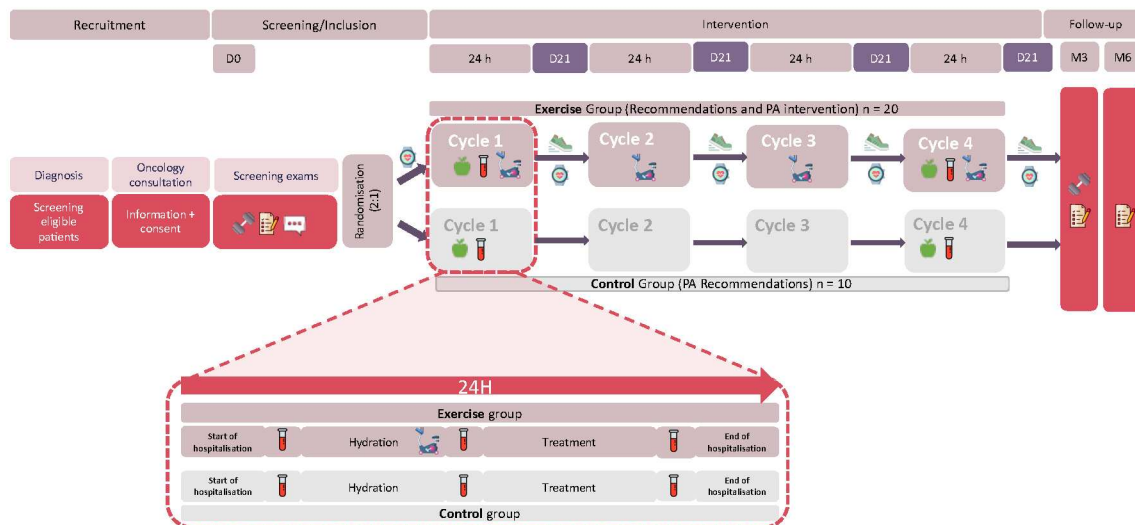 Recruitment
Screening/Inclusion
Intervention
Follow-up
D0
24 h
D21
24 h
D21
24 h
D21
24 h
D21
M3
M6
Exercise Group (Recommendations and PA intervention) n = 20
Cycle 1
Cycle 2
Cycle 3
Cycle 4
Diagnosis
Oncology
consultation
Screening exams
Randomisation
(2:1)
Screening
eligible
patients
Information +
consent
Cycle 1
Cycle 2
Cycle 3
Cycle 4
Control Group (PA Recommendations) n = 10
24H
Exercise group
Start of
hospitalisation
Hydration
Treatment
End of
hospitalisation
Start of
hospitalisation
Hydration
Treatment
End of
hospitalisation
Control group